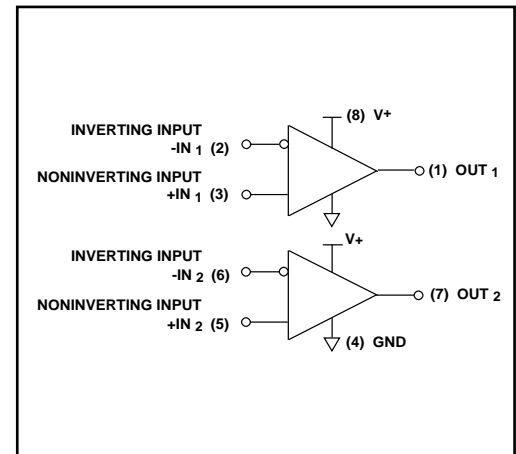 (8) V+
INVERTING INPUT
-IN 1 (2)
(1) OUT 1
NONINVERTING INPUT
+IN 1 (3)
V+
INVERTING INPUT
-IN 2 (6)
(7) OUT 2
NONINVERTING INPUT
+IN 2 (5)
(4) GND